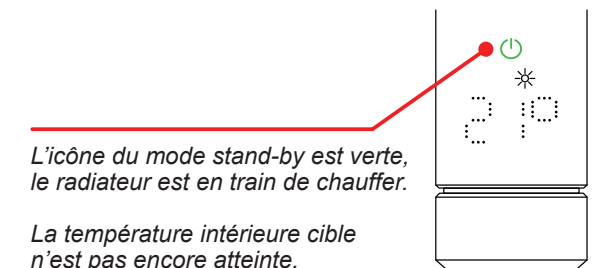 21°
L'icône du mode stand-by est verte,
le radiateur est en train de chauffer.
La température intérieure cible
n'est pas encore atteinte.